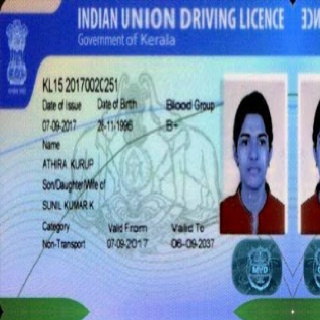 INDIAN UNION DRIVING LICENCE
Government of Kerala
KL15 20170020251
Date of Issue Date of Birth Blood Group
07-09-2017 26-11-1996 B+
Name
ATHIRA KURUP
Son/Daughter/Wife of
SUNIL KUMAR K
Category Valid From Valid To
Non-Transport 07-09-2017 06-09-2037
MVD